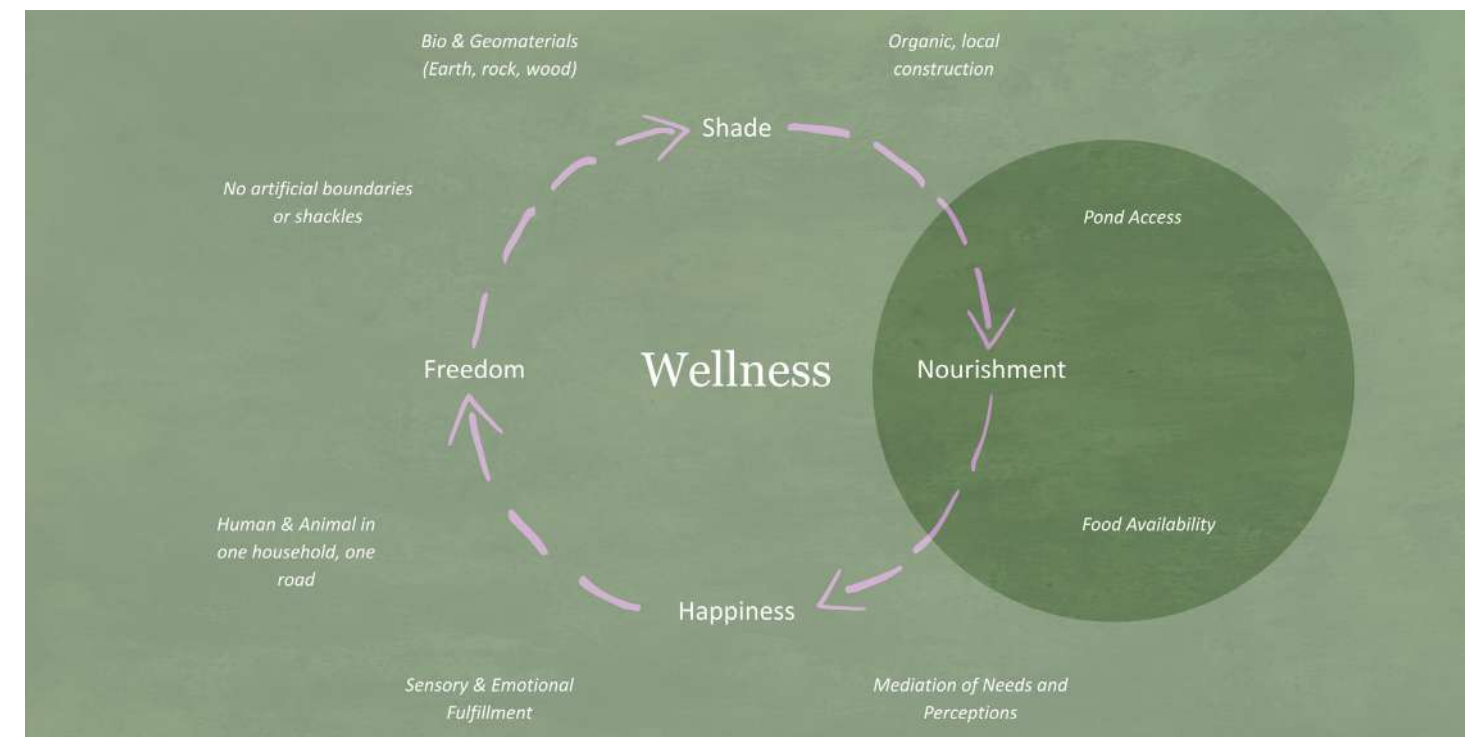 Bio & Geomaterials
(Earth, rock, wood)
Organic, local
construction
Shade
No artificial boundaries
or shackles
Pond Access
Freedom
Wellness
Nourishment
Human & Animal in
one household, one
road
Food Availability
Happiness
Sensory & Emotional
Fulfillment
Mediation of Needs and
Perceptions